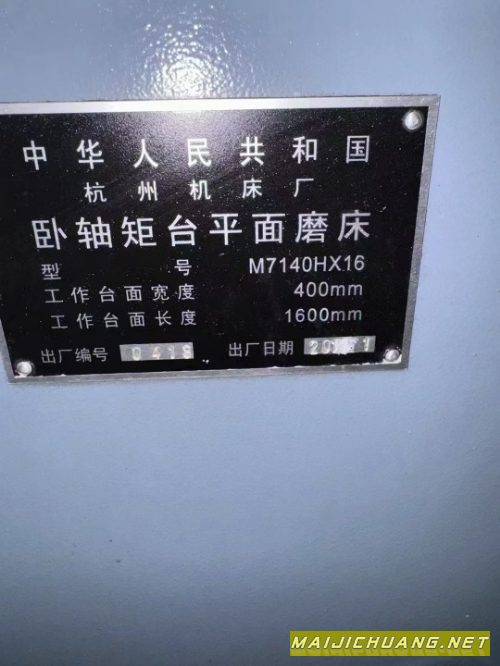 中华人民共和国
杭州机床厂
卧轴矩台平面磨床
型号 M7140HX16
工作台面宽度 400mm
工作台面长度 1600mm
出厂编号 0419 出厂日期
MAIJICHUANG.NET